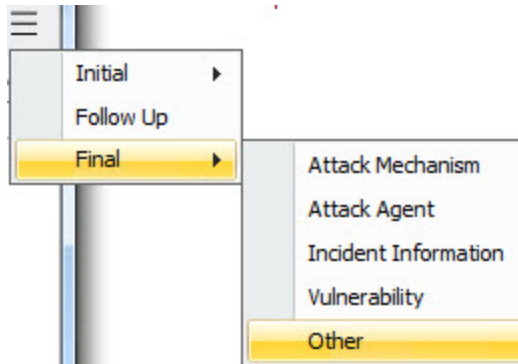 Initial
Follow Up
Final
Attack Mechanism
Attack Agent
Incident Information
Vulnerability
Other